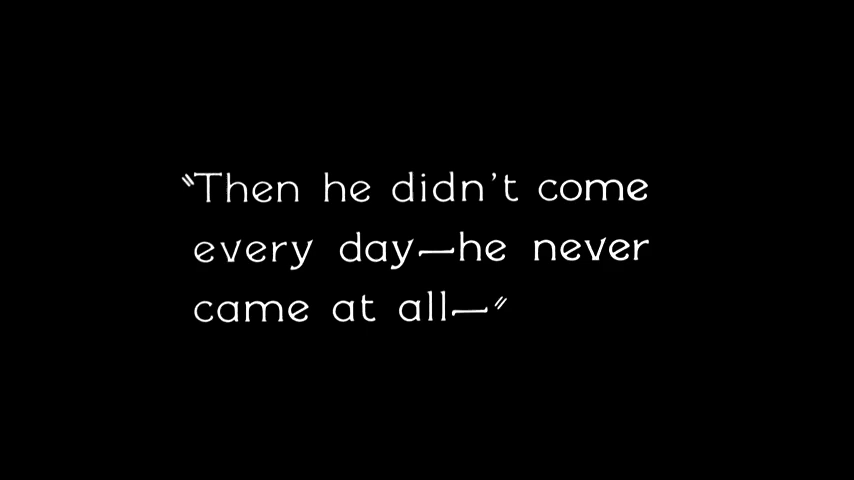 "Then he didn't come
every day—he never
came at all—"